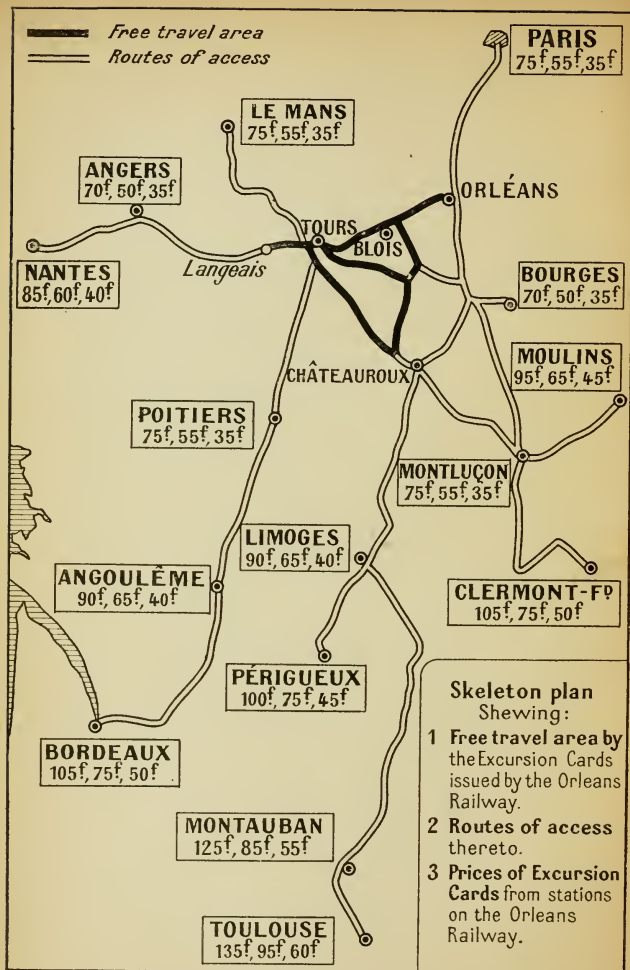 Free travel area
Routes of access
PARIS
75f, 55f, 35f
LE MANS
75f, 55f, 35f
ANGERS
70f, 50f, 35f
ORLÉANS
TOURS
BLOIS
Langeais
NANTES
85f, 60f, 40f
BOURGES
70f, 50f, 35f
MOULINS
95f, 65f, 45f
CHÂTEAUROUX
POITIERS
75f, 55f, 35f
MONTLUÇON
75f, 55f, 35f
LIMOGES
90f, 65f, 40f
ANGOULÊME
90f, 65f, 40f
CLERMONT-FD
105f, 75f, 50f
PÉRIGUEUX
100f, 75f, 45f
BORDEAUX
105f, 75f, 50f
MONTAUBAN
125f, 85f, 55f
TOULOUSE
135f, 95f, 60f
Skeleton plan
Shewing:
1 Free travel area by
the Excursion Cards
issued by the Orleans
Railway.
2 Routes of access
thereto.
3 Prices of Excursion
Cards from stations
on the Orleans
Railway.